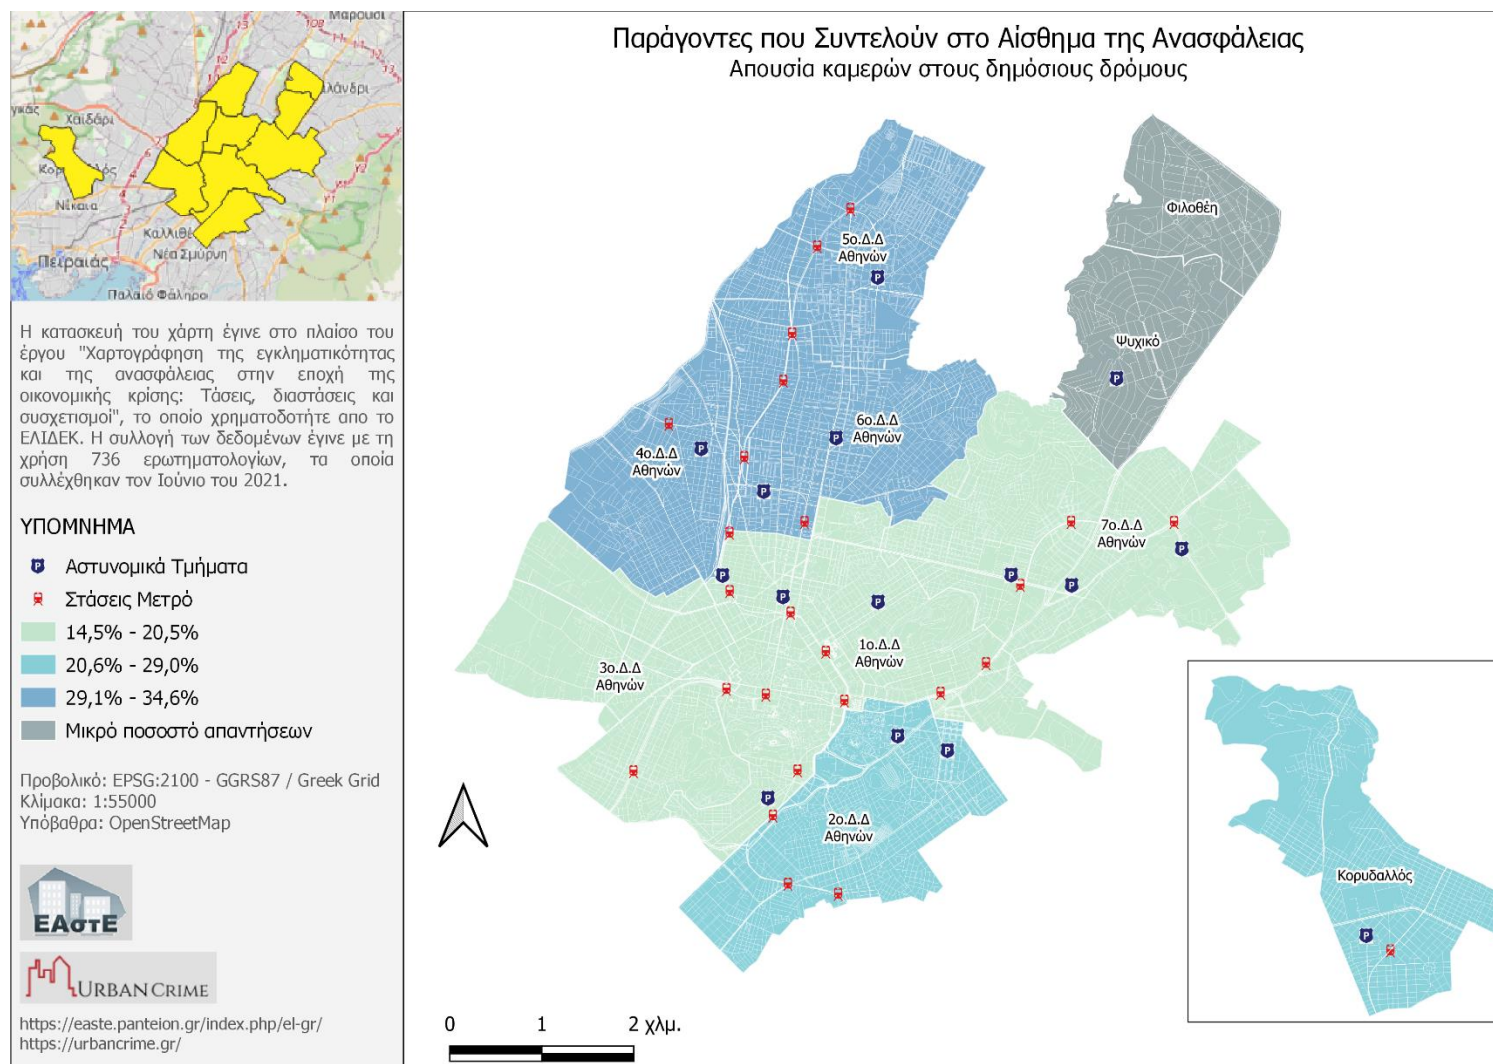 Παράγοντες που Συντελούν στο Αίσθημα της Ανασφάλειας
Απουσία καμερών στους δημόσιους δρόμους
Μαρούσι
Χαϊδάρι
Νίκαια
Νέα Σμύρνη
Πειραιάς
Παλαιό Φάληρο
Η κατασκευή του χάρτη έγινε στο πλαίσο του
έργου "Χαρτογράφηση της εγκληματικότητας
και της ανασφάλειας στην εποχή της
οικονομικής κρίσης: Τάσεις, διαστάσεις και
συσχετισμοί", το οποίο χρηματοδοτήτε απο το
ΕΛΙΔΕΚ. Η συλλογή των δεδομένων έγινε με τη
χρήση 736 ερωτηματολογίων, τα οποία
συλλέχθηκαν τον Ιούνιο του 2021.
ΥΠΟΜΝΗΜΑ
Αστυνομικά Τμήματα
Στάσεις Μετρό
14,5% - 20,5%
20,6% - 29,0%
29,1% - 34,6%
Μικρό ποσοστό απαντήσεων
Προβολικό: EPSG:2100 - GGRS87 / Greek Grid
Κλίμακα: 1:55000
Υπόβαθρα: OpenStreetMap
ΕΑστΕ
URBANCRIME
https://easte.panteion.gr/index.php/el-gr/
https://urbancrime.gr/
Φιλοθέη
5ο.Δ.Δ
Αθηνών
Ψυχικό
6ο.Δ.Δ
Αθηνών
4ο.Δ.Δ
Αθηνών
7ο.Δ.Δ
Αθηνών
1ο.Δ.Δ
Αθηνών
3ο.Δ.Δ
Αθηνών
2ο.Δ.Δ
Αθηνών
Κορυδαλλός
0 1 2 χλμ.